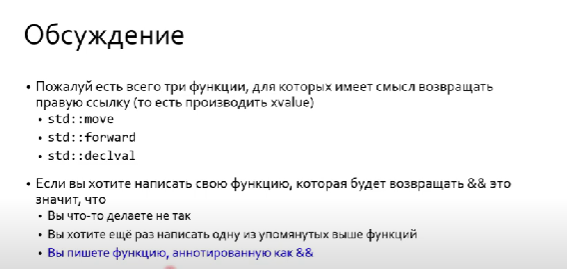 Обсуждение
• Пожалуй есть всего три функции, для которых имеет смысл возвращать
правую ссылку (то есть производить xvalue)
• std::move
• std::forward
• std::declval
• Если вы хотите написать свою функцию, которая будет возвращать && это
значит, что
• Вы что-то делаете не так
• Вы хотите ещё раз написать одну из упомянутых выше функций
• Вы пишете функцию, аннотированную как &&